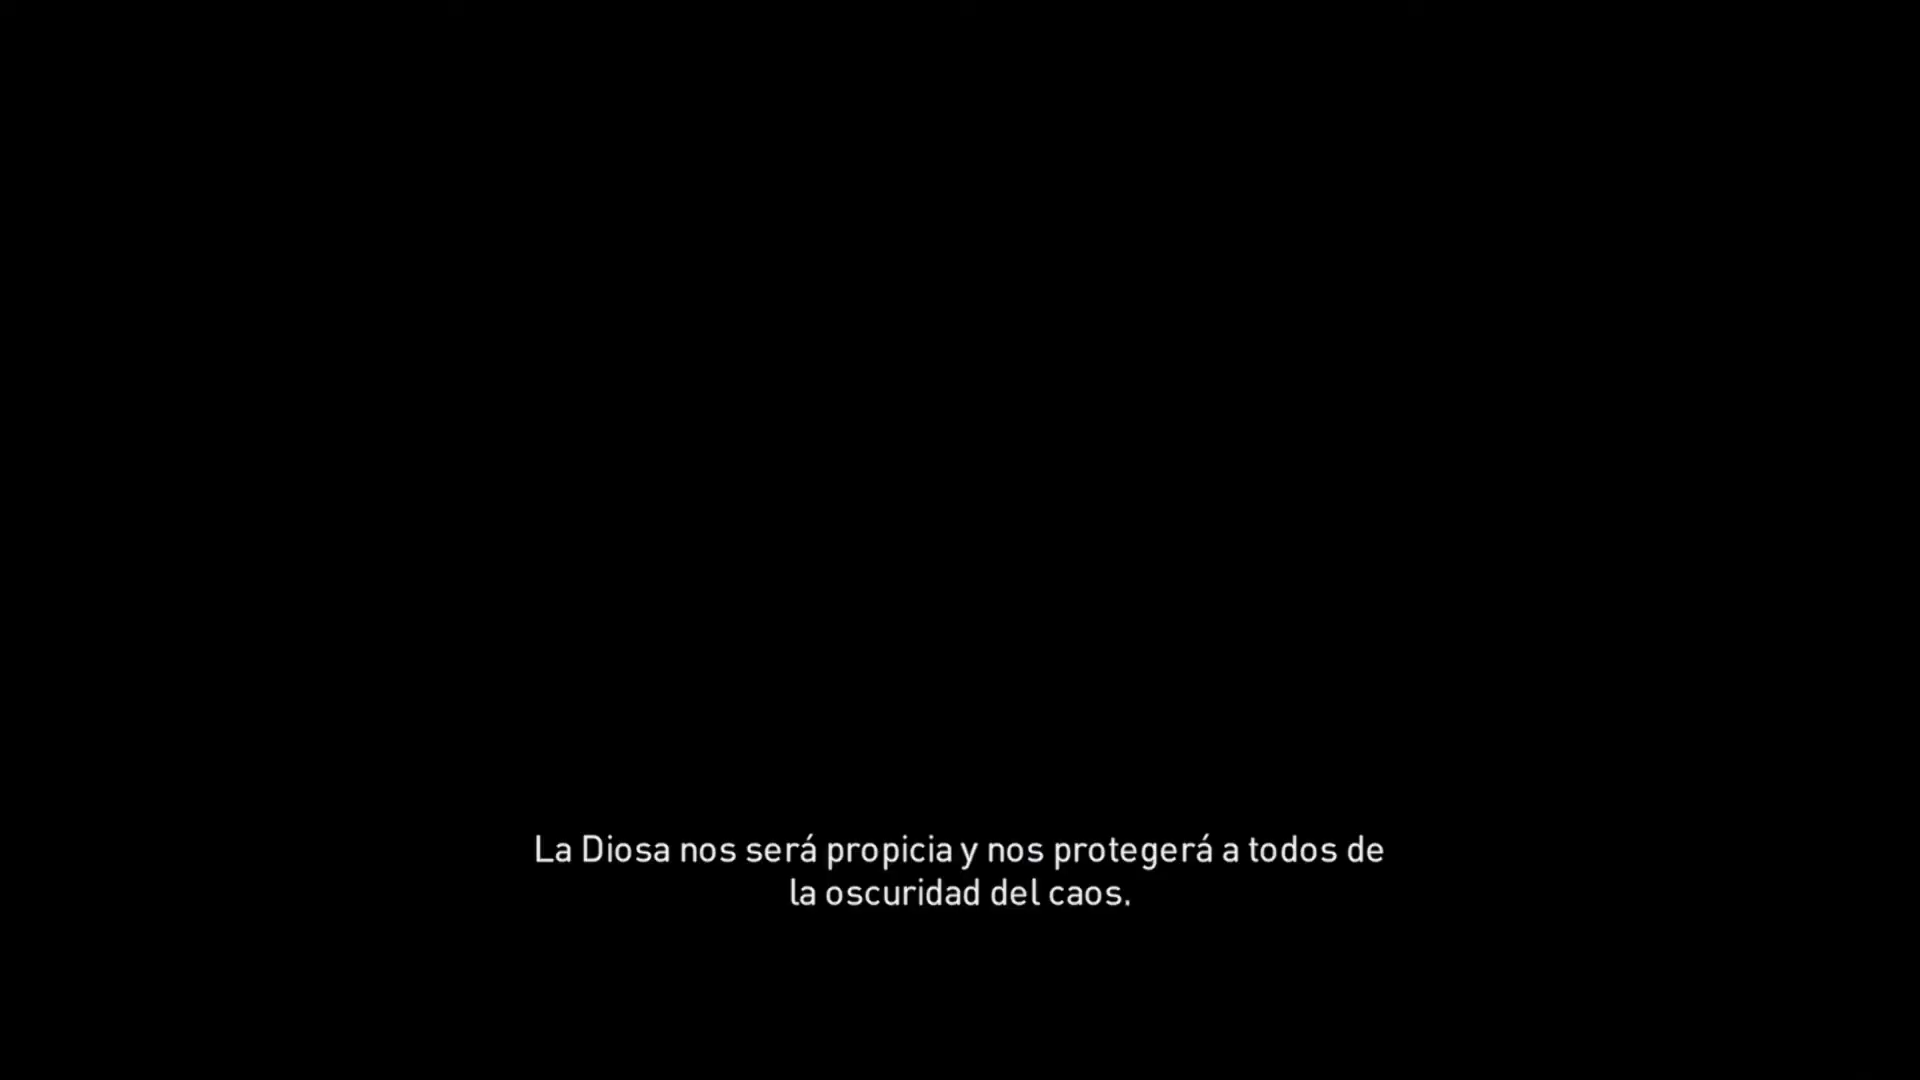 La Diosa nos será propicia y nos protegerá a todos de
la oscuridad del caos.